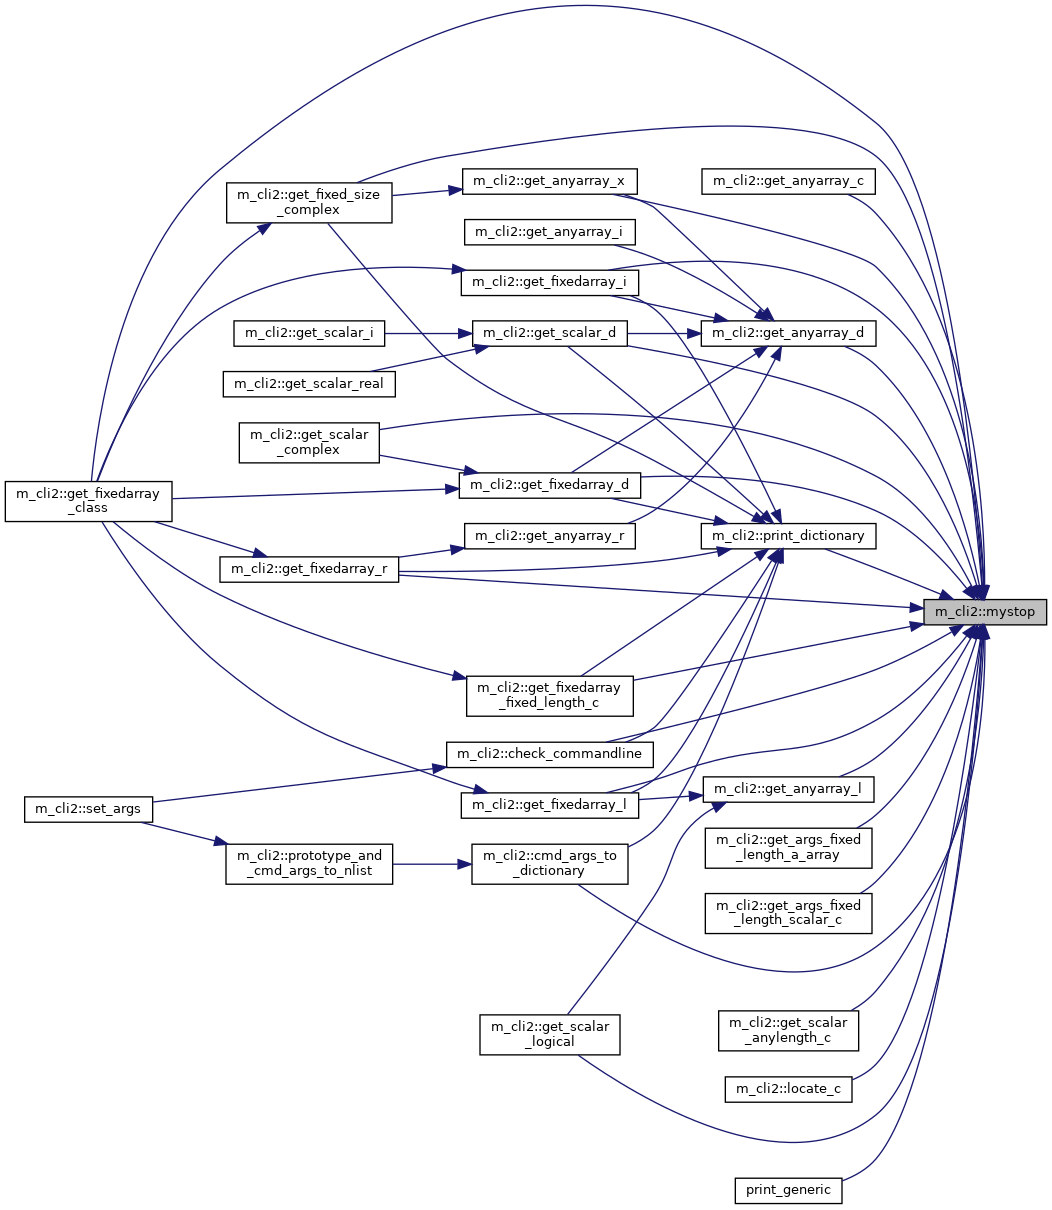 m_cli2::get_anyarray_x
m_cli2::get_anyarray_c
m_cli2::get_fixed_size
_complex
m_cli2::get_anyarray_i
m_cli2::get_fixedarray_i
m_cli2::get_scalar_i
m_cli2::get_scalar_d
m_cli2::get_anyarray_d
m_cli2::get_scalar_real
m_cli2::get_scalar
_complex
m_cli2::get_fixedarray_d
m_cli2::get_fixedarray
_class
m_cli2::get_anyarray_r
m_cli2::print_dictionary
m_cli2::get_fixedarray_r
m_cli2::mystop
m_cli2::get_fixedarray
_fixed_length_c
m_cli2::check_commandline
m_cli2::get_anyarray_l
m_cli2::set_args
m_cli2::get_fixedarray_l
m_cli2::get_args_fixed
_length_a_array
m_cli2::prototype_and
_cmd_args_to_nlist
m_cli2::cmd_args_to
_dictionary
m_cli2::get_args_fixed
_length_scalar_c
m_cli2::get_scalar
_logical
m_cli2::get_scalar
_anylength_c
m_cli2::locate_c
print_generic